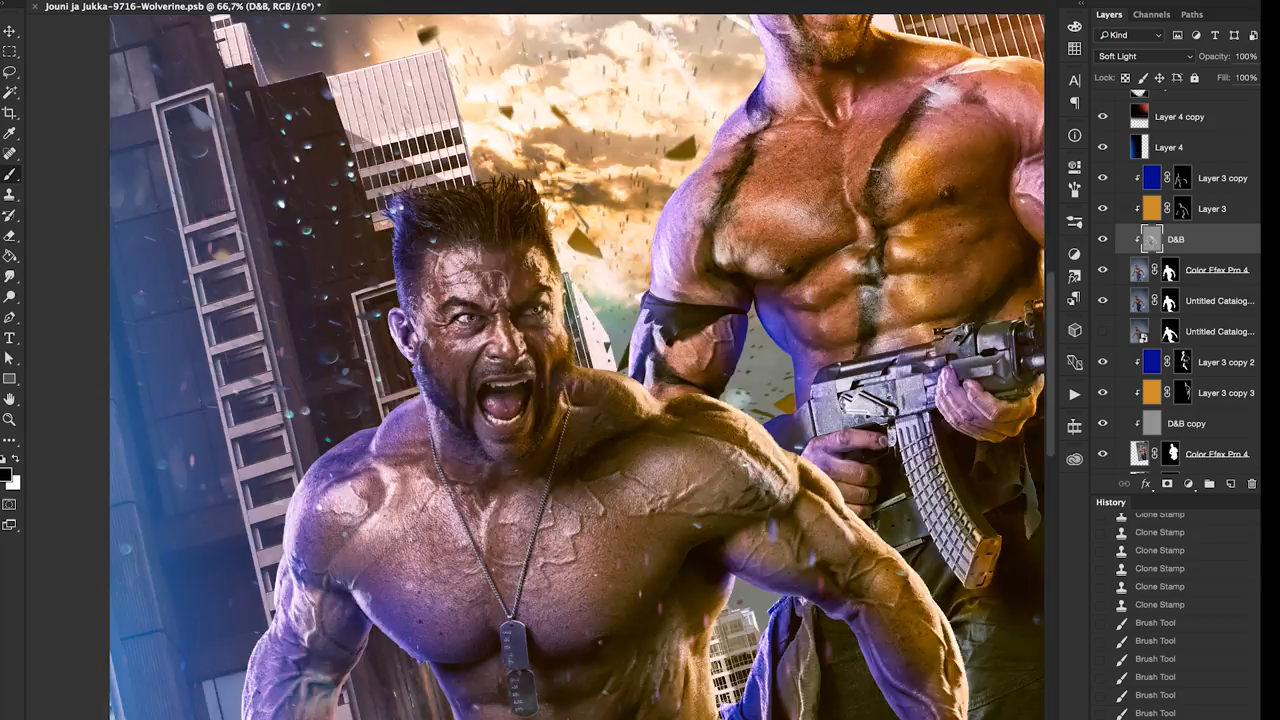 × Jouni ja Jukka-9716-Wolverine.psb @ 66,7% (D&B, RGB/16*) *
Layers Channels Paths
Kind
Soft Light Opacity: 100%
Lock: Fill: 100%
Layer 4 copy
Layer 4
Layer 3 copy
Layer 3
D&B
Color Efex Pro 4
Untitled Catalog...
Untitled Catalog...
Layer 3 copy 2
Layer 3 copy 3
D&B copy
Color Efex Pro 4
fx
History
Clone Stamp
Clone Stamp
Clone Stamp
Clone Stamp
Clone Stamp
Clone Stamp
Brush Tool
Brush Tool
Brush Tool
Brush Tool
Brush Tool
Brush Tool